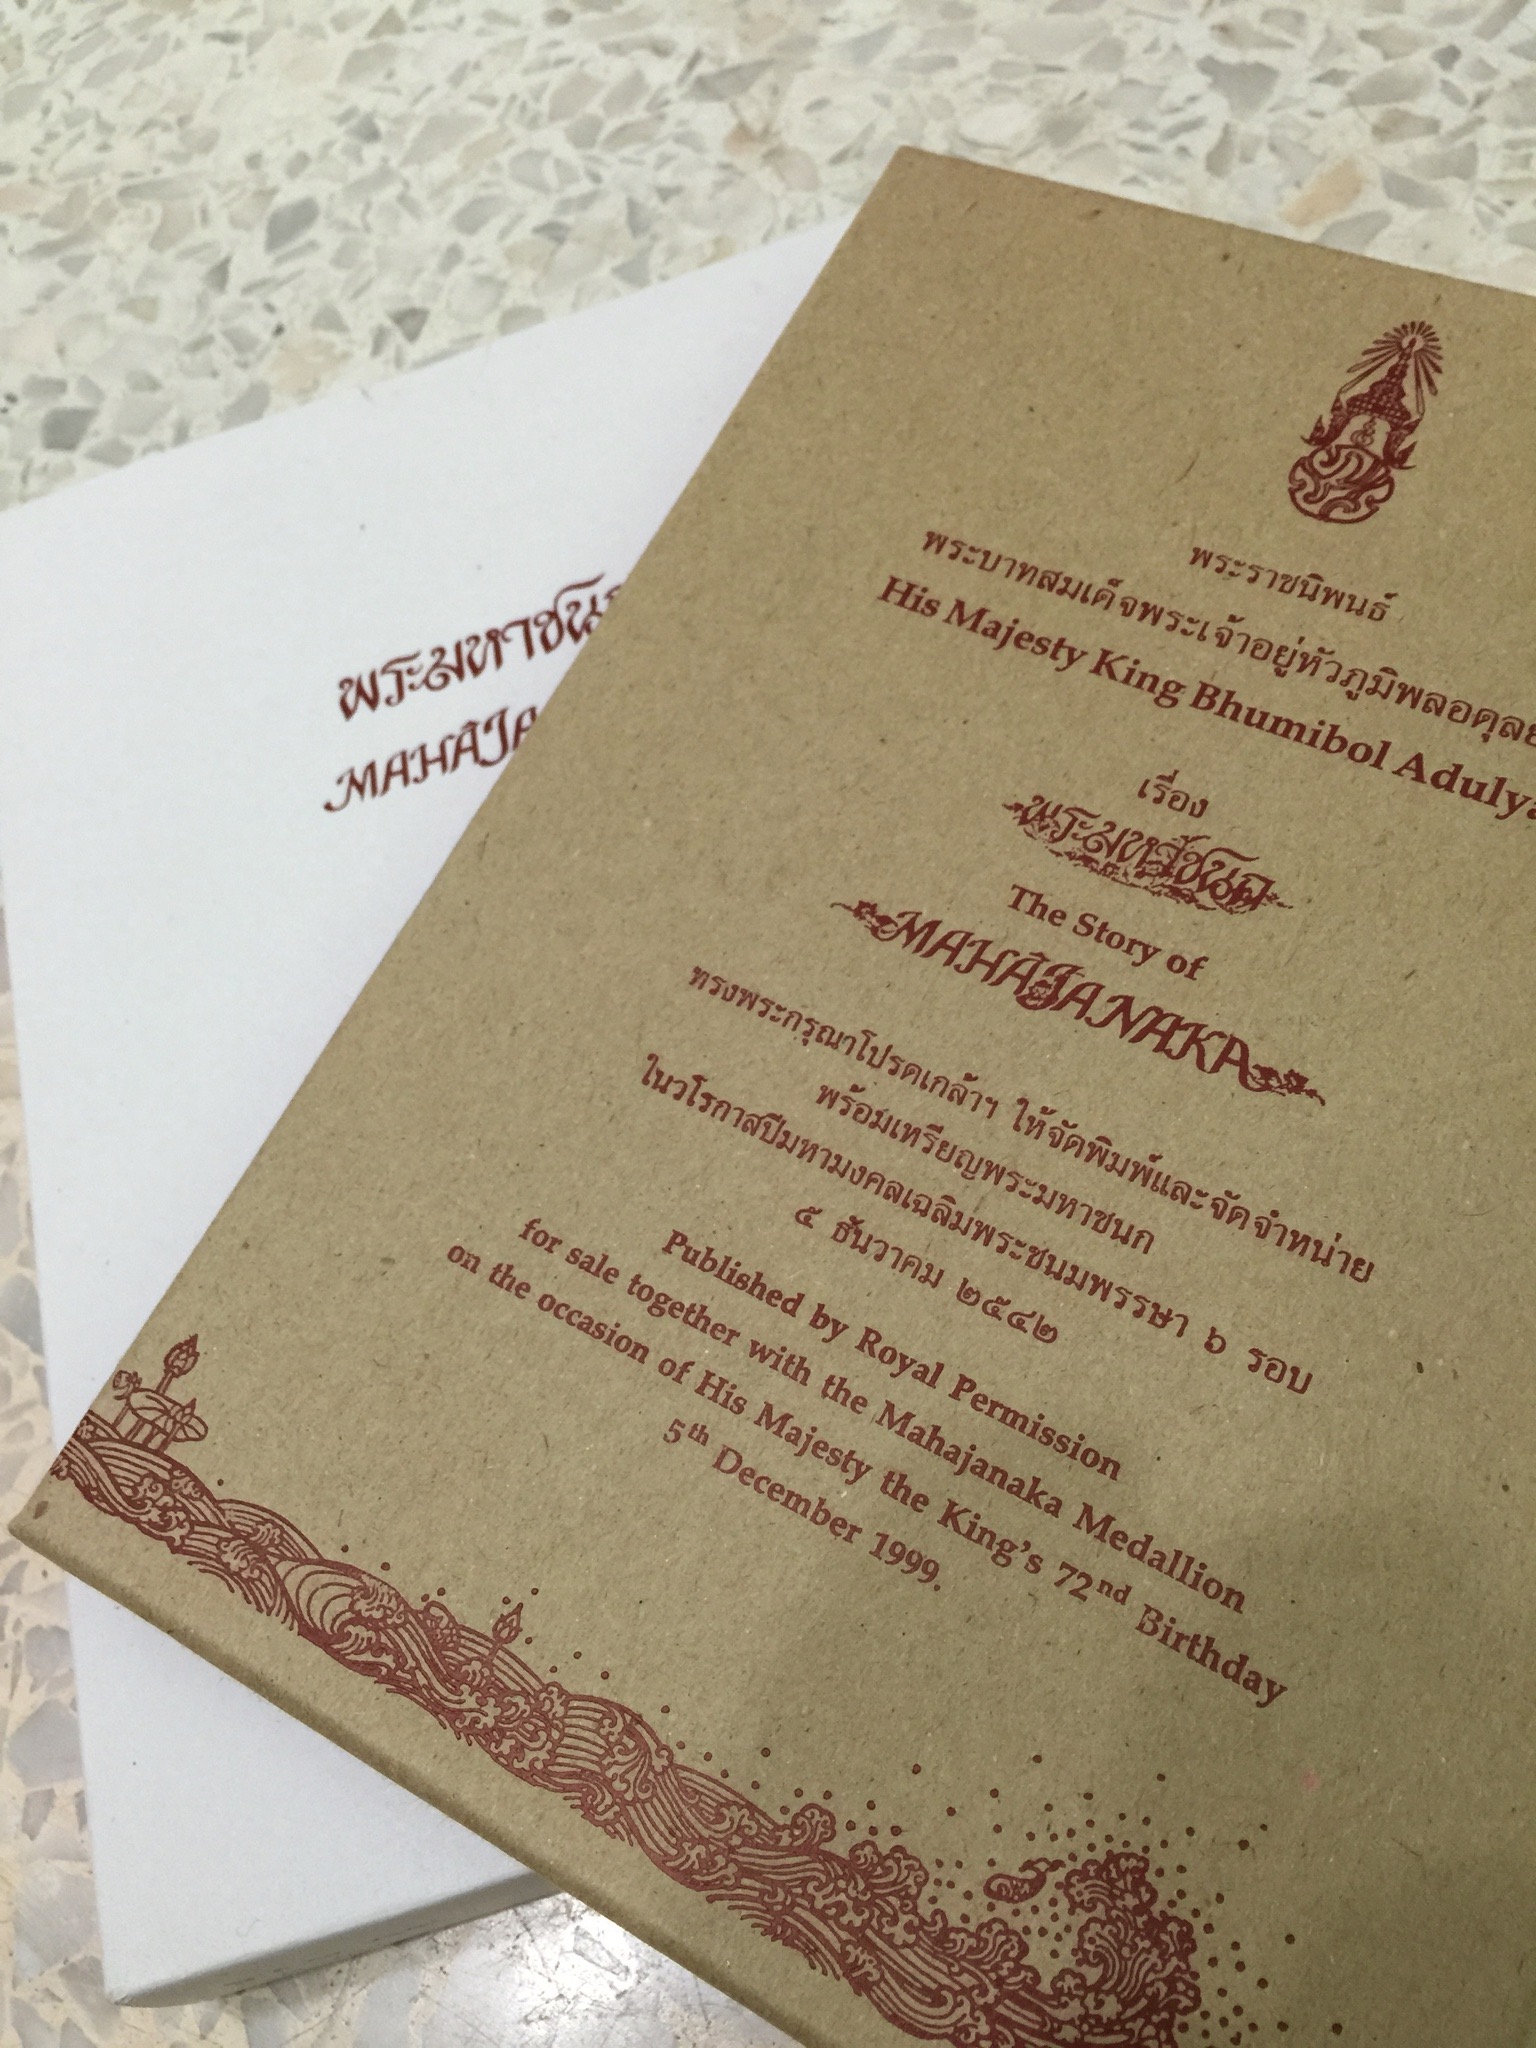 พระราชนิพนธ์
พระบาทสมเด็จพระเจ้าอยู่หัวภูมิพลอดุลย
His Majesty King Bhumibol Adulya
เรื่อง
พระมหาชนก
The Story of
MAHĀJANAKA
ทรงพระกรุณาโปรดเกล้าฯ ให้จัดพิมพ์และจัดจำหน่าย
พร้อมเหรียญพระมหาชนก
ในวโรกาสปีมหามงคลเฉลิมพระชนมพรรษา ๖ รอบ
๕ ธันวาคม ๒๕๔๒
Published by Royal Permission
for sale together with the Mahajanaka Medallion
on the occasion of His Majesty the King's 72nd Birthday
5th December 1999.
พระมหาชน
MAHĀJA